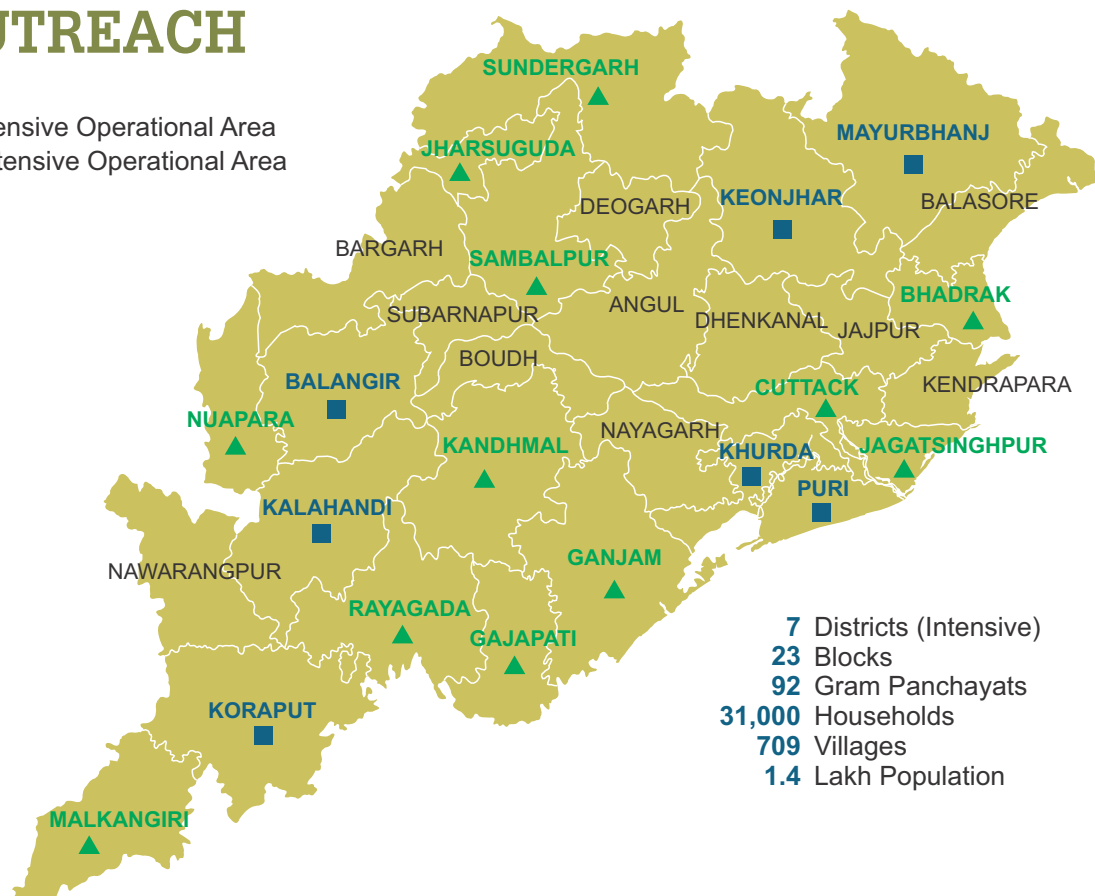 UTREACH
ensive Operational Area
tensive Operational Area
SUNDERGARH
MAYURBHANJ
JHARSUGUDA
KEONJHAR
DEOGARH
BALASORE
BARGARH
SAMBALPUR
BHADRAK
ANGUL
SUBARNAPUR
DHENKANAL
JAJPUR
BOUDH
BALANGIR
CUTTACK
KENDRAPARA
NUAPARA
NAYAGARH
KANDHMAL
KHURDA
JAGATSINGHPUR
PURI
KALAHANDI
GANJAM
NAWARANGPUR
RAYAGADA
GAJAPATI
7 Districts (Intensive)
23 Blocks
92 Gram Panchayats
31,000 Households
709 Villages
1.4 Lakh Population
KORAPUT
MALKANGIRI